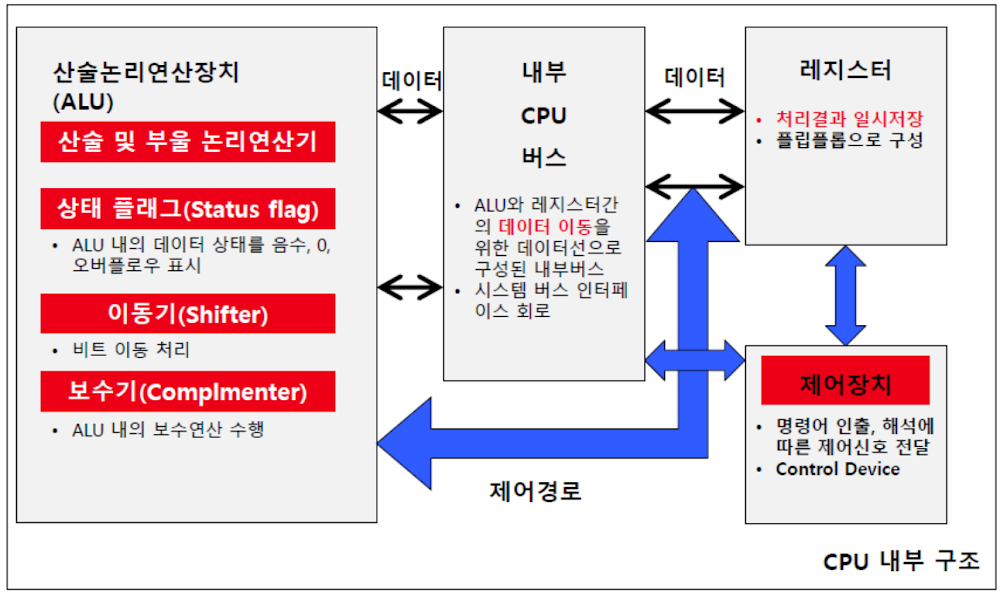 산술논리연산장치
(ALU)
산술 및 부울 논리연산기
상태 플래그(Status flag)
• ALU 내의 데이터 상태를 음수, 0,
오버플로우 표시
이동기(Shifter)
• 비트 이동 처리
보수기(Complmenter)
• ALU 내의 보수연산 수행
데이터
내부
CPU
버스
• ALU와 레지스터간
의 데이터 이동을
위한 데이터선으로
구성된 내부버스
• 시스템 버스 인터페
이스 회로
데이터
레지스터
• 처리결과 일시저장
• 플립플롭으로 구성
제어장치
• 명령어 인출, 해석에
따른 제어신호 전달
• Control Device
제어경로
CPU 내부 구조